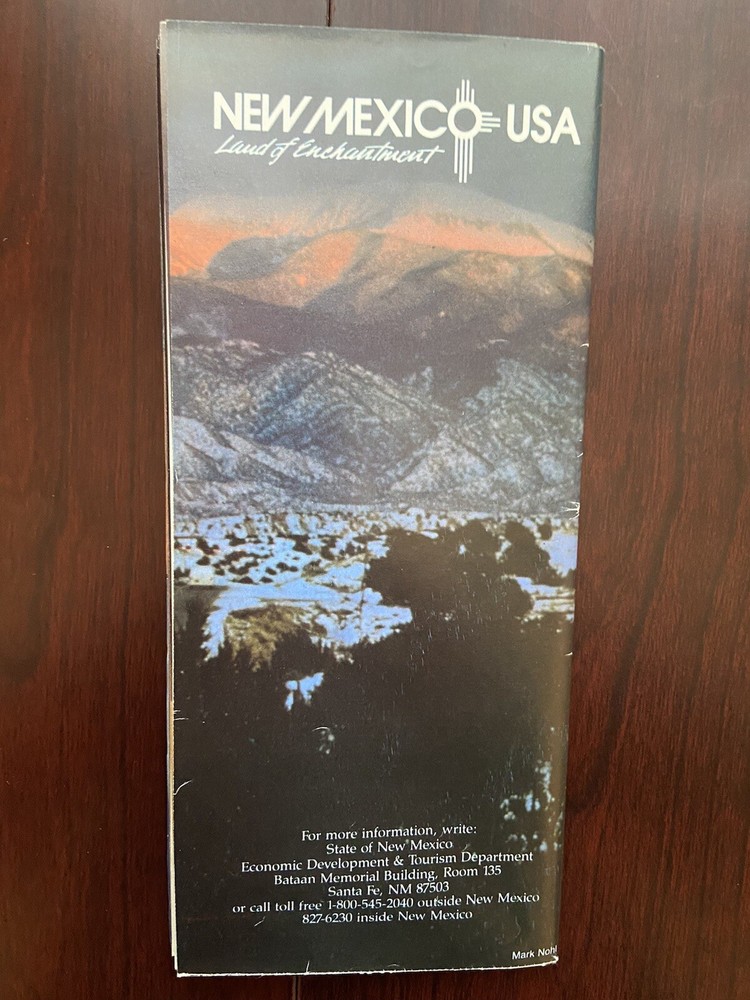 NEW MEXICO USA
Land of Enchantment
For more information, write:
State of New Mexico
Economic Development & Tourism Department
Bataan Memorial Building, Room 135
Santa Fe, NM 87503
or call toll free 1-800-545-2040 outside New Mexico
827-6230 inside New Mexico
Mark Nohl